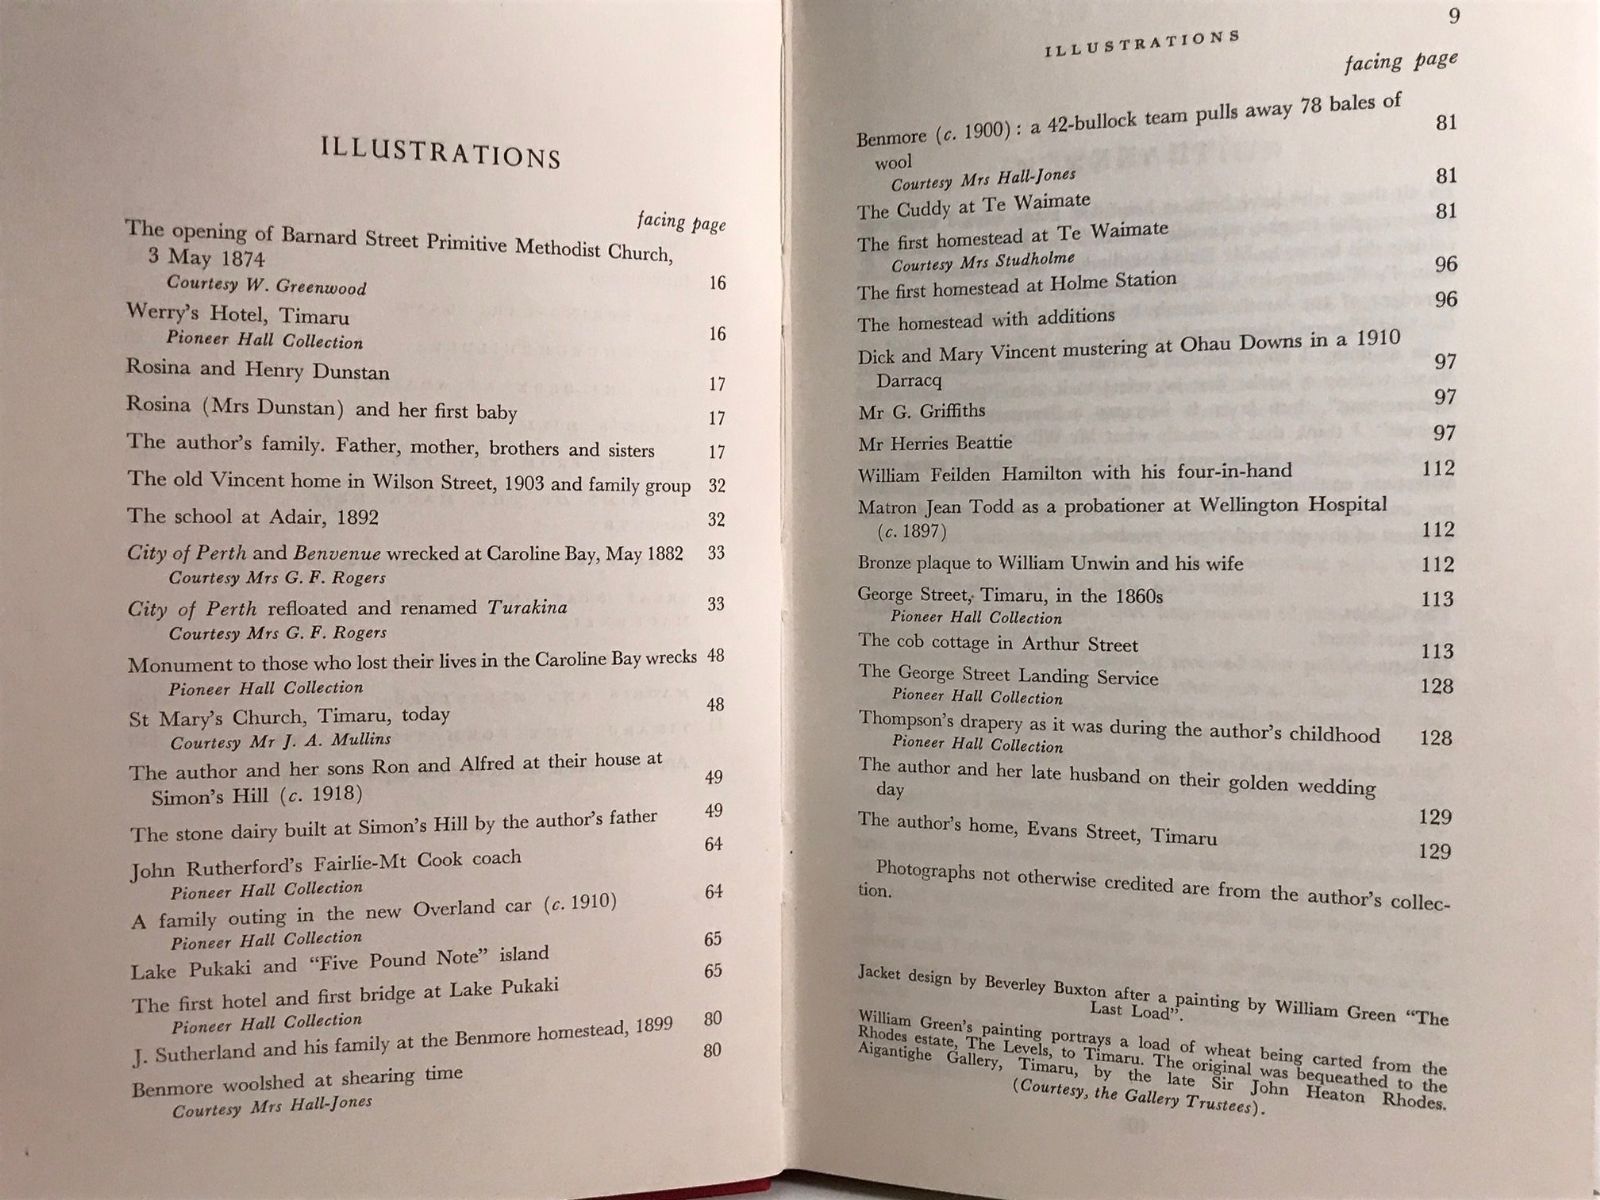 ILLUSTRATIONS
facing page
The opening of Barnard Street Primitive Methodist Church,
3 May 1874
Courtesy W. Greenwood 16
Werry's Hotel, Timaru
Pioneer Hall Collection 16
Rosina and Henry Dunstan 17
Rosina (Mrs Dunstan) and her first baby 17
The author's family. Father, mother, brothers and sisters 17
The old Vincent home in Wilson Street, 1903 and family group 32
The school at Adair, 1892 32
City of Perth and Benvenue wrecked at Caroline Bay, May 1882 33
Courtesy Mrs G. F. Rogers
City of Perth refloated and renamed Turakina 33
Courtesy Mrs G. F. Rogers
Monument to those who lost their lives in the Caroline Bay wrecks 48
Pioneer Hall Collection
St Mary's Church, Timaru, today 48
Courtesy Mr J. A. Mullins
The author and her sons Ron and Alfred at their house at
Simon's Hill (c. 1918) 49
The stone dairy built at Simon's Hill by the author's father 49
John Rutherford's Fairlie-Mt Cook coach 64
Pioneer Hall Collection
A family outing in the new Overland car (c. 1910) 64
Pioneer Hall Collection
Lake Pukaki and "Five Pound Note" island 65
The first hotel and first bridge at Lake Pukaki 65
Pioneer Hall Collection
J. Sutherland and his family at the Benmore homestead, 1899 80
Benmore woolshed at shearing time 80
Courtesy Mrs Hall-Jones
ILLUSTRATIONS 9
facing page
Benmore (c. 1900) : a 42-bullock team pulls away 78 bales of
wool 81
Courtesy Mrs Hall-Jones
The Cuddy at Te Waimate 81
The first homestead at Te Waimate 81
Courtesy Mrs Studholme
The first homestead at Holme Station 96
The homestead with additions 96
Dick and Mary Vincent mustering at Ohau Downs in a 1910
Darracq 97
Mr G. Griffiths 97
Mr Herries Beattie 97
William Feilden Hamilton with his four-in-hand 112
Matron Jean Todd as a probationer at Wellington Hospital
(c. 1897) 112
Bronze plaque to William Unwin and his wife 112
George Street, Timaru, in the 1860s 113
Pioneer Hall Collection
The cob cottage in Arthur Street 113
The George Street Landing Service 128
Pioneer Hall Collection
Thompson's drapery as it was during the author's childhood 128
Pioneer Hall Collection
The author and her late husband on their golden wedding
day 129
The author's home, Evans Street, Timaru 129
Photographs not otherwise credited are from the author's collec-
tion.
Jacket design by Beverley Buxton after a painting by William Green "The
Last Load".
William Green's painting portrays a load of wheat being carted from the
Rhodes estate, The Levels, to Timaru. The original was bequeathed to the
Aigantighe Gallery, Timaru, by the late Sir John Heaton Rhodes.
(Courtesy, the Gallery Trustees).